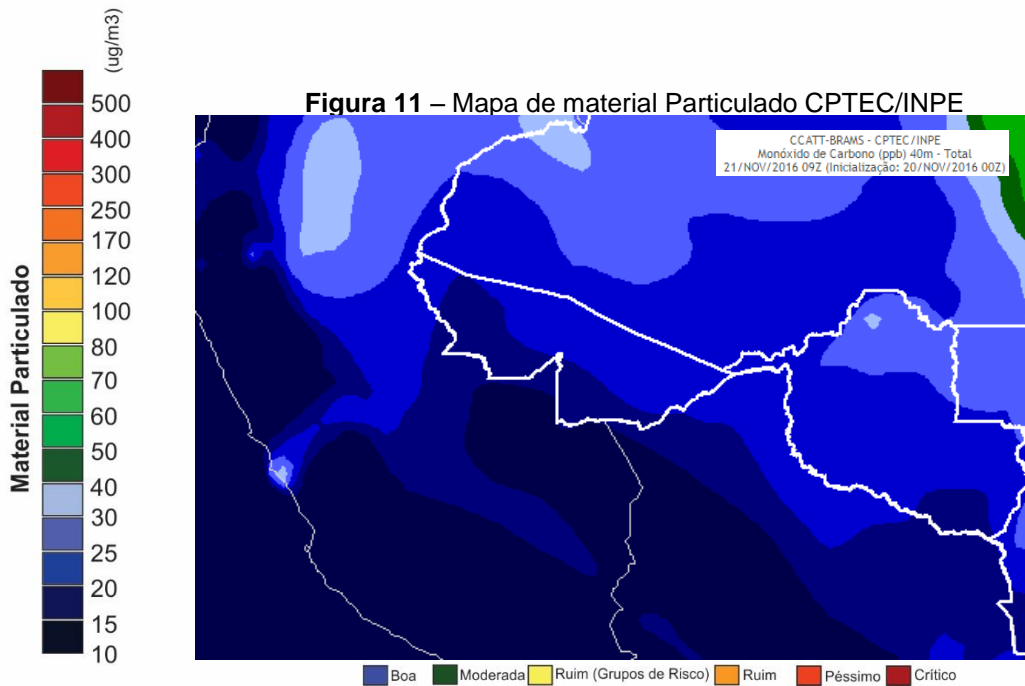 (ug/m3)
500
400
300
250
170
120
100
80
70
60
50
40
30
25
20
15
10
Material Particulado
Figura 11 – Mapa de material Particulado CPTEC/INPE
CCATT-BRAMS - CPTEC/INPE
Monóxido de Carbono (ppb) 40m - Total
21/NOV/2016 09Z (Inicialização: 20/NOV/2016 00Z)
Boa Moderada Ruim (Grupos de Risco) Ruim Péssimo Crítico